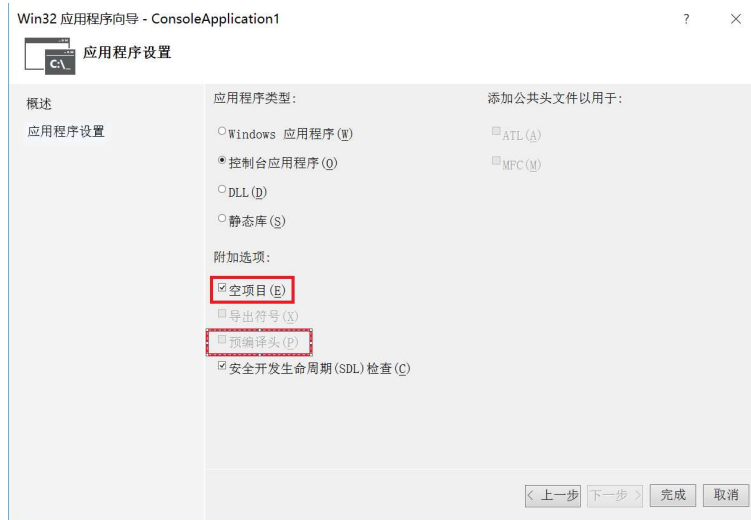 Win32 应用程序向导 - ConsoleApplication1
? ×
C:\_
应用程序设置
概述
应用程序设置
应用程序类型:
Windows 应用程序(W)
控制台应用程序(O)
DLL(D)
静态库(S)
附加选项:
空项目(E)
导出符号(X)
预编译头(P)
安全开发生命周期(SDL)检查(C)
添加公共头文件以用于:
ATL(A)
MFC(M)
< 上一步 下一步 > 完成 取消